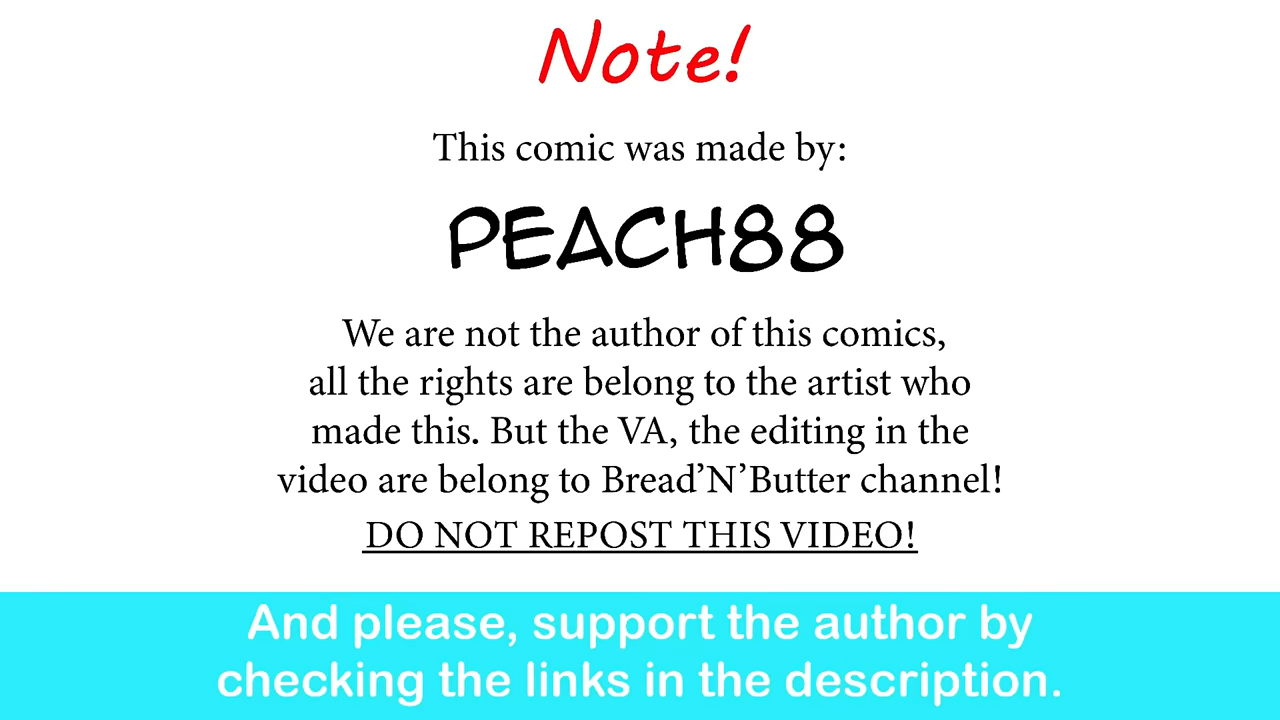 Note!
This comic was made by:
PEACH88
We are not the author of this comics,
all the rights are belong to the artist who
made this. But the VA, the editing in the
video are belong to Bread’N’Butter channel!
DO NOT REPOST THIS VIDEO!
And please, support the author by
checking the links in the description.